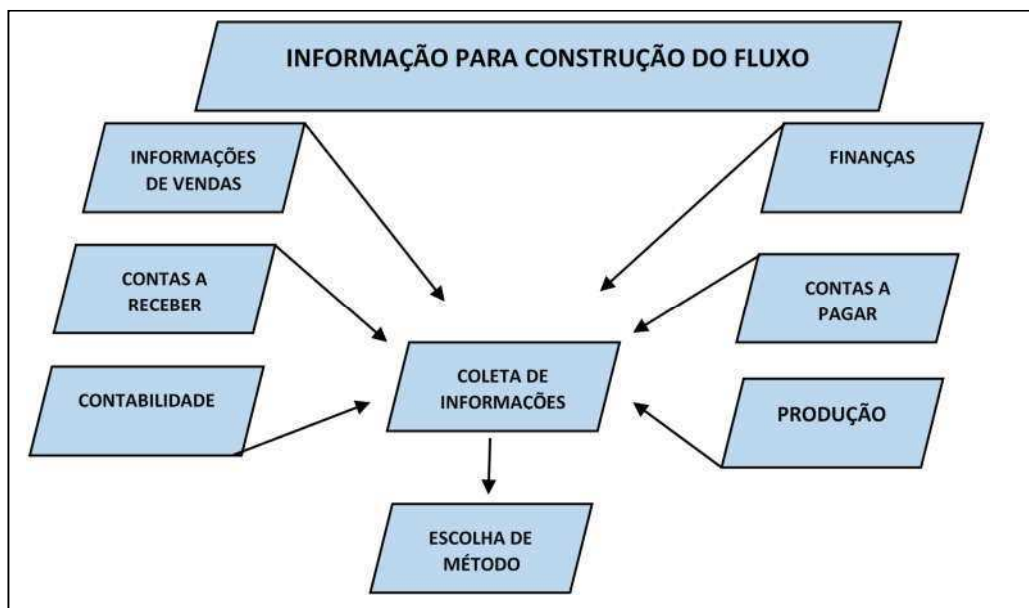 INFORMAÇÃO PARA CONSTRUÇÃO DO FLUXO
INFORMAÇÕES
DE VENDAS
FINANÇAS
CONTAS A
RECEBER
CONTAS A
PAGAR
CONTABILIDADE
COLETA DE
INFORMAÇÕES
PRODUÇÃO
ESCOLHA DE
MÉTODO